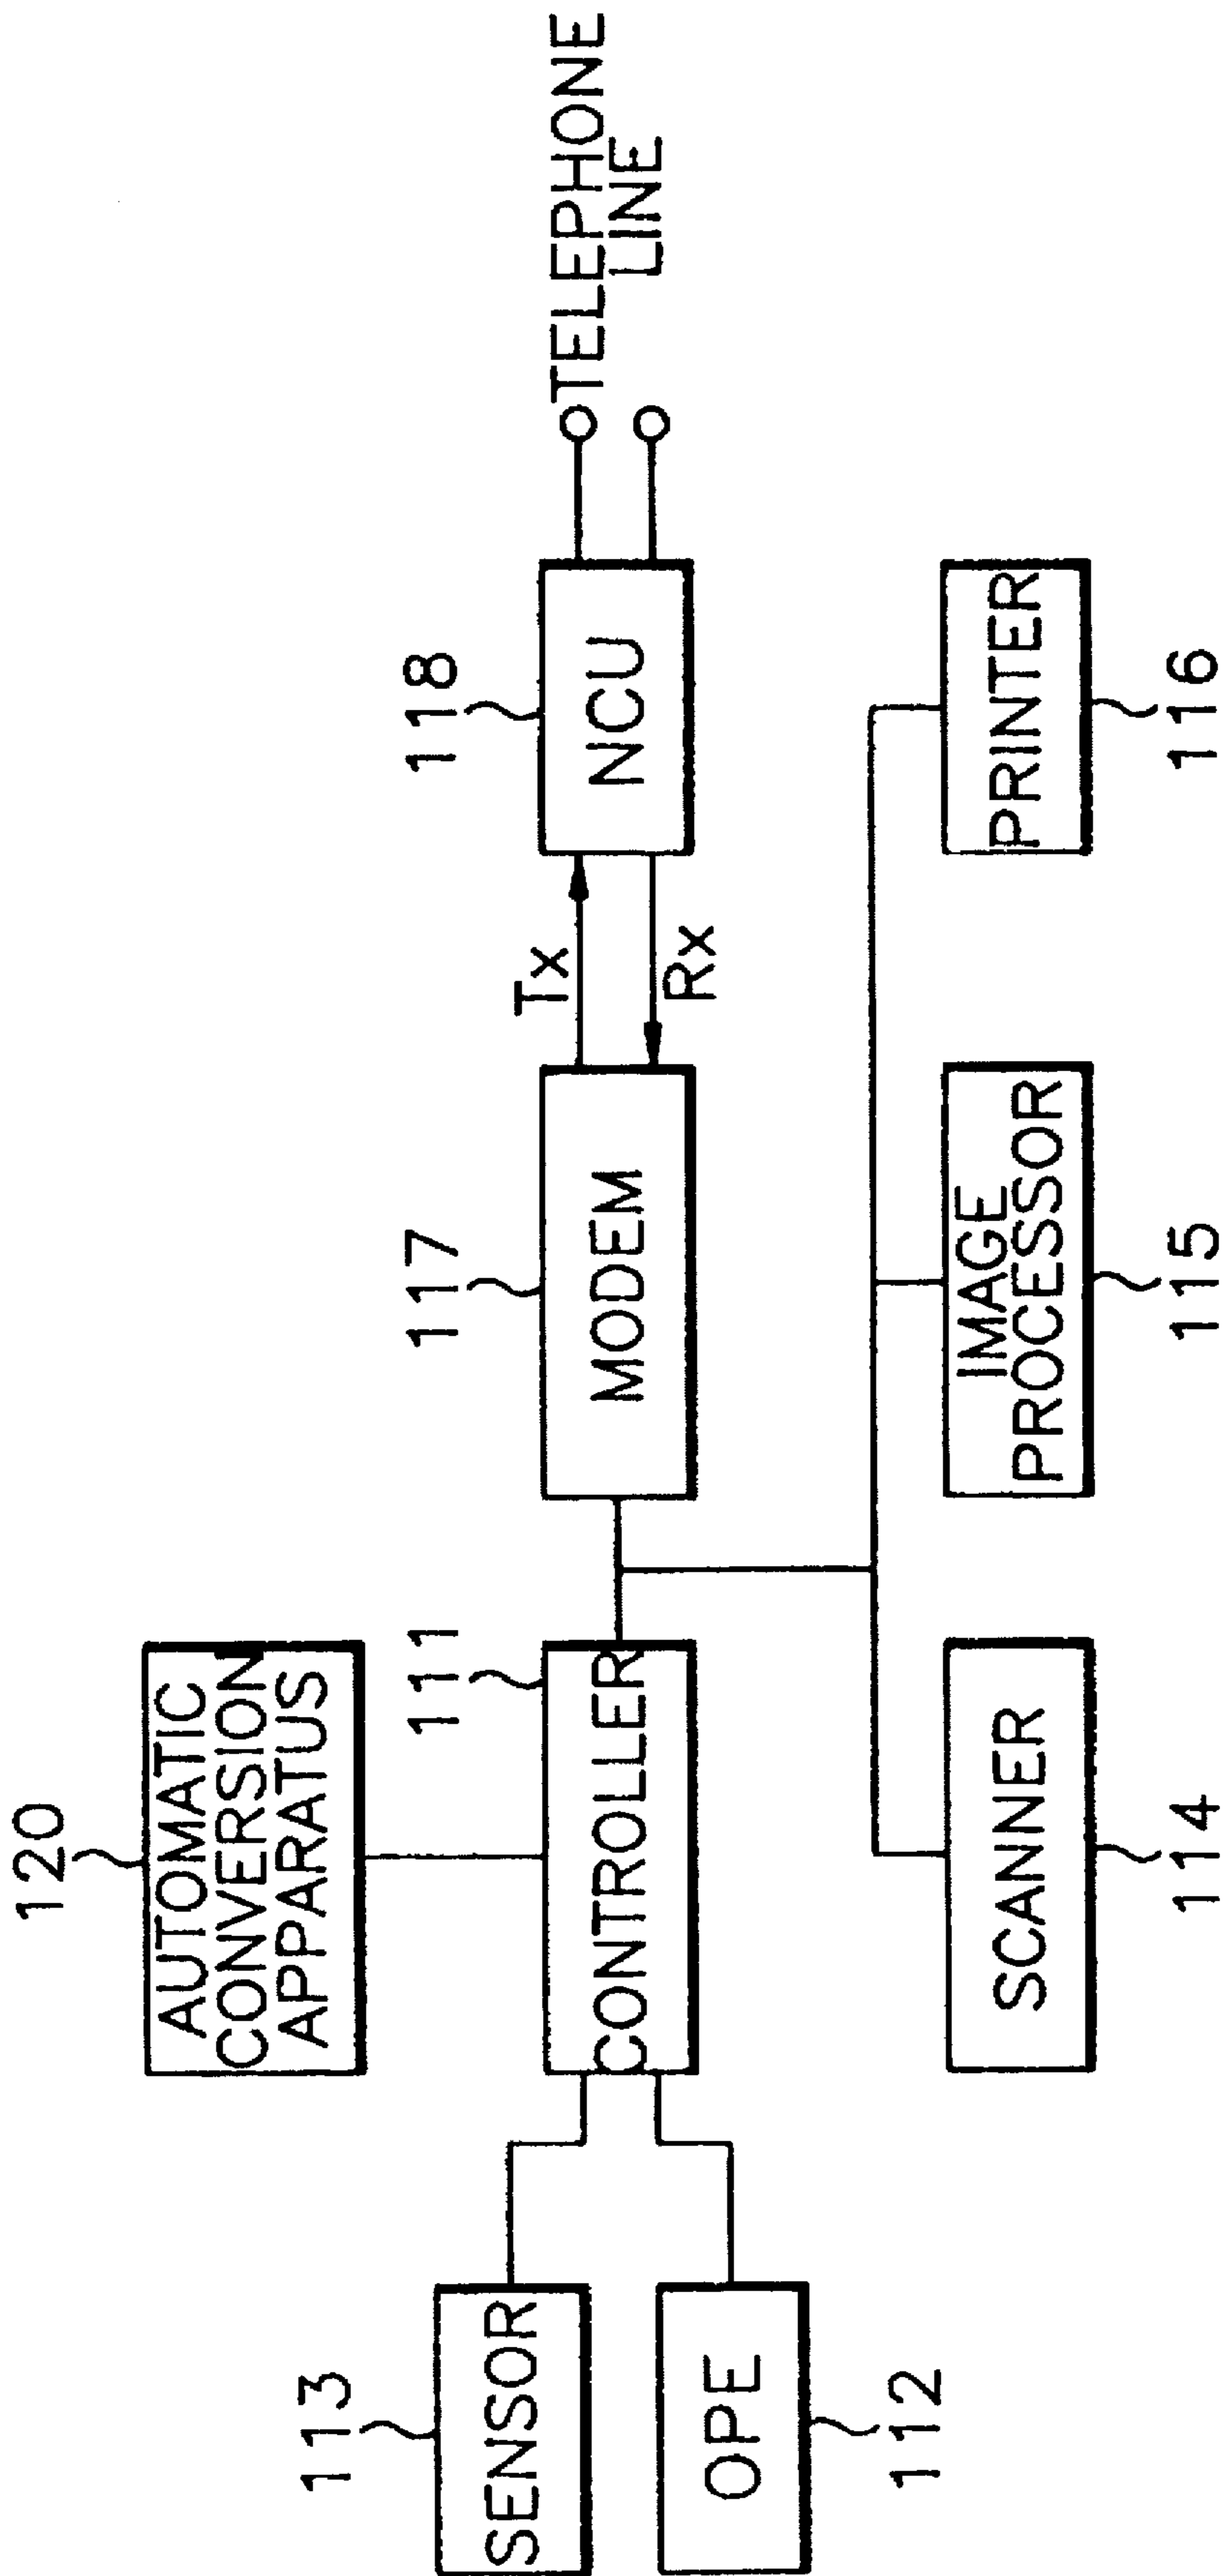 120
AUTOMATIC
CONVERSION
APPARATUS
113
SENSOR
111
CONTROLLER
117
MODEM
Tx
Rx
118
NCU
TELEPHONE
LINE
OPE
112
SCANNER
114
IMAGE
PROCESSOR
115
PRINTER
116